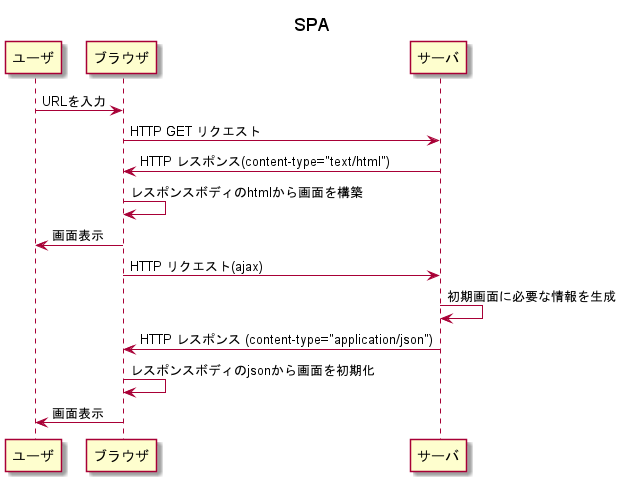 SPA
ユーザ ブラウザ サーバ
URLを入力
HTTP GET リクエスト
HTTP レスポンス(content-type="text/html")
レスポンスボディのhtmlから画面を構築
画面表示
HTTP リクエスト(ajax)
初期画面に必要な情報を生成
HTTP レスポンス (content-type="application/json")
レスポンスボディのjsonから画面を初期化
画面表示
ユーザ ブラウザ サーバ